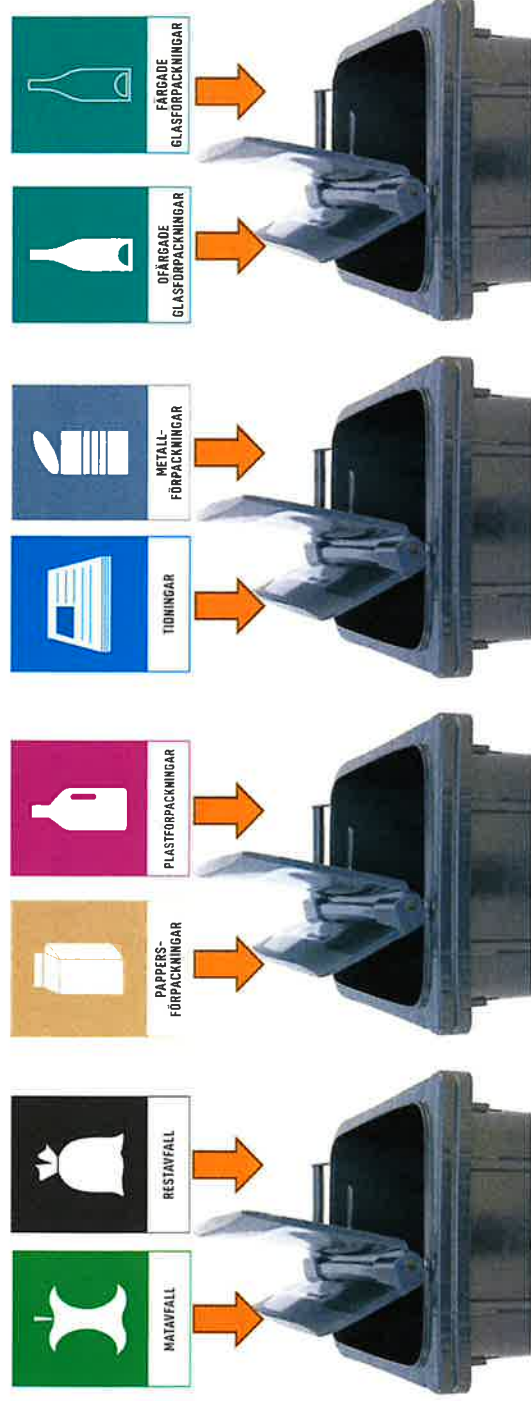 MATAVFALL
RESTAVFALL
PAPPERS-
FÖRPACKNINGAR
PLASTFÖRPACKNINGAR
TIDNINGAR
METALL-
FÖRPACKNINGAR
OFÄRGADE
GLASFÖRPACKNINGAR
FÄRGADE
GLASFÖRPACKNINGAR